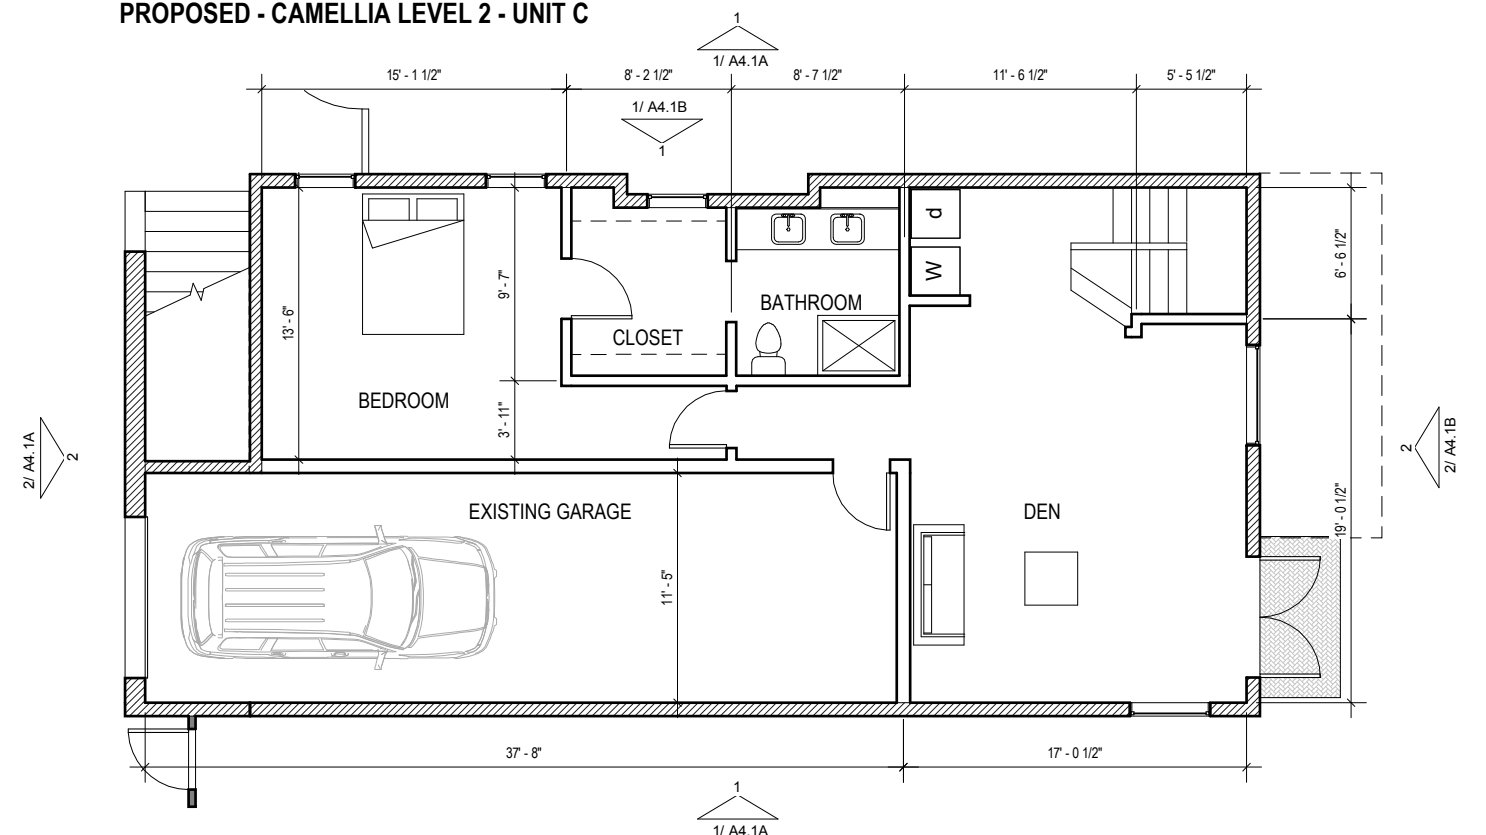 PROPOSED - CAMELLIA LEVEL 2 - UNIT C
1
1/ A4.1A
15' - 1 1/2"
8' - 2 1/2"
8' - 7 1/2"
11' - 6 1/2"
5' - 5 1/2"
1/ A4.1B
1
d
W
6' - 6 1/2"
9' - 7"
13' - 6"
BATHROOM
CLOSET
BEDROOM
3' - 11"
2/ A4.1A
2
2
2/ A4.1B
EXISTING GARAGE
DEN
19' - 0 1/2"
11' - 5"
37' - 8"
17' - 0 1/2"
1
1/ A4.1A